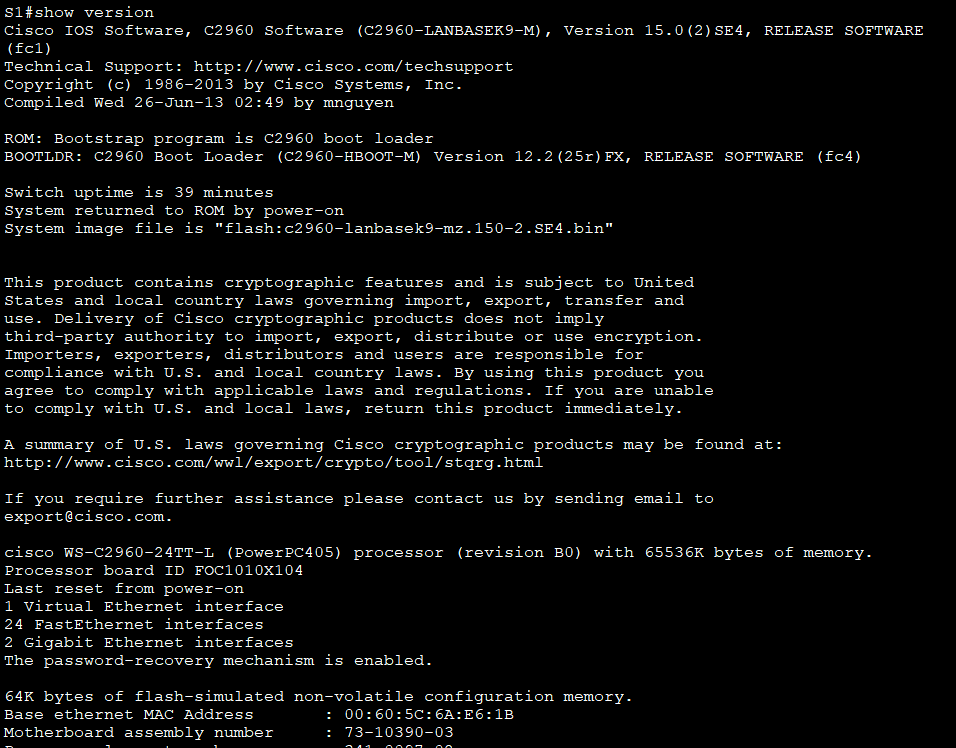 S1#show version
Cisco IOS Software, C2960 Software (C2960-LANBASEK9-M), Version 15.0(2)SE4, RELEASE SOFTWARE
(fc1)
Technical Support: http://www.cisco.com/techsupport
Copyright (c) 1986-2013 by Cisco Systems, Inc.
Compiled Wed 26-Jun-13 02:49 by mnguyen
ROM: Bootstrap program is C2960 boot loader
BOOTLDR: C2960 Boot Loader (C2960-HBOOT-M) Version 12.2(25r)FX, RELEASE SOFTWARE (fc4)
Switch uptime is 39 minutes
System returned to ROM by power-on
System image file is "flash:c2960-lanbasek9-mz.150-2.SE4.bin"
This product contains cryptographic features and is subject to United
States and local country laws governing import, export, transfer and
use. Delivery of Cisco cryptographic products does not imply
third-party authority to import, export, distribute or use encryption.
Importers, exporters, distributors and users are responsible for
compliance with U.S. and local country laws. By using this product you
agree to comply with applicable laws and regulations. If you are unable
to comply with U.S. and local laws, return this product immediately.
A summary of U.S. laws governing Cisco cryptographic products may be found at:
http://www.cisco.com/wwl/export/crypto/tool/stqrg.html
If you require further assistance please contact us by sending email to
export@cisco.com.
cisco WS-C2960-24TT-L (PowerPC405) processor (revision B0) with 65536K bytes of memory.
Processor board ID FOC1010X104
Last reset from power-on
1 Virtual Ethernet interface
24 FastEthernet interfaces
2 Gigabit Ethernet interfaces
The password-recovery mechanism is enabled.
64K bytes of flash-simulated non-volatile configuration memory.
Base ethernet MAC Address : 00:60:5C:6A:E6:1B
Motherboard assembly number : 73-10390-03